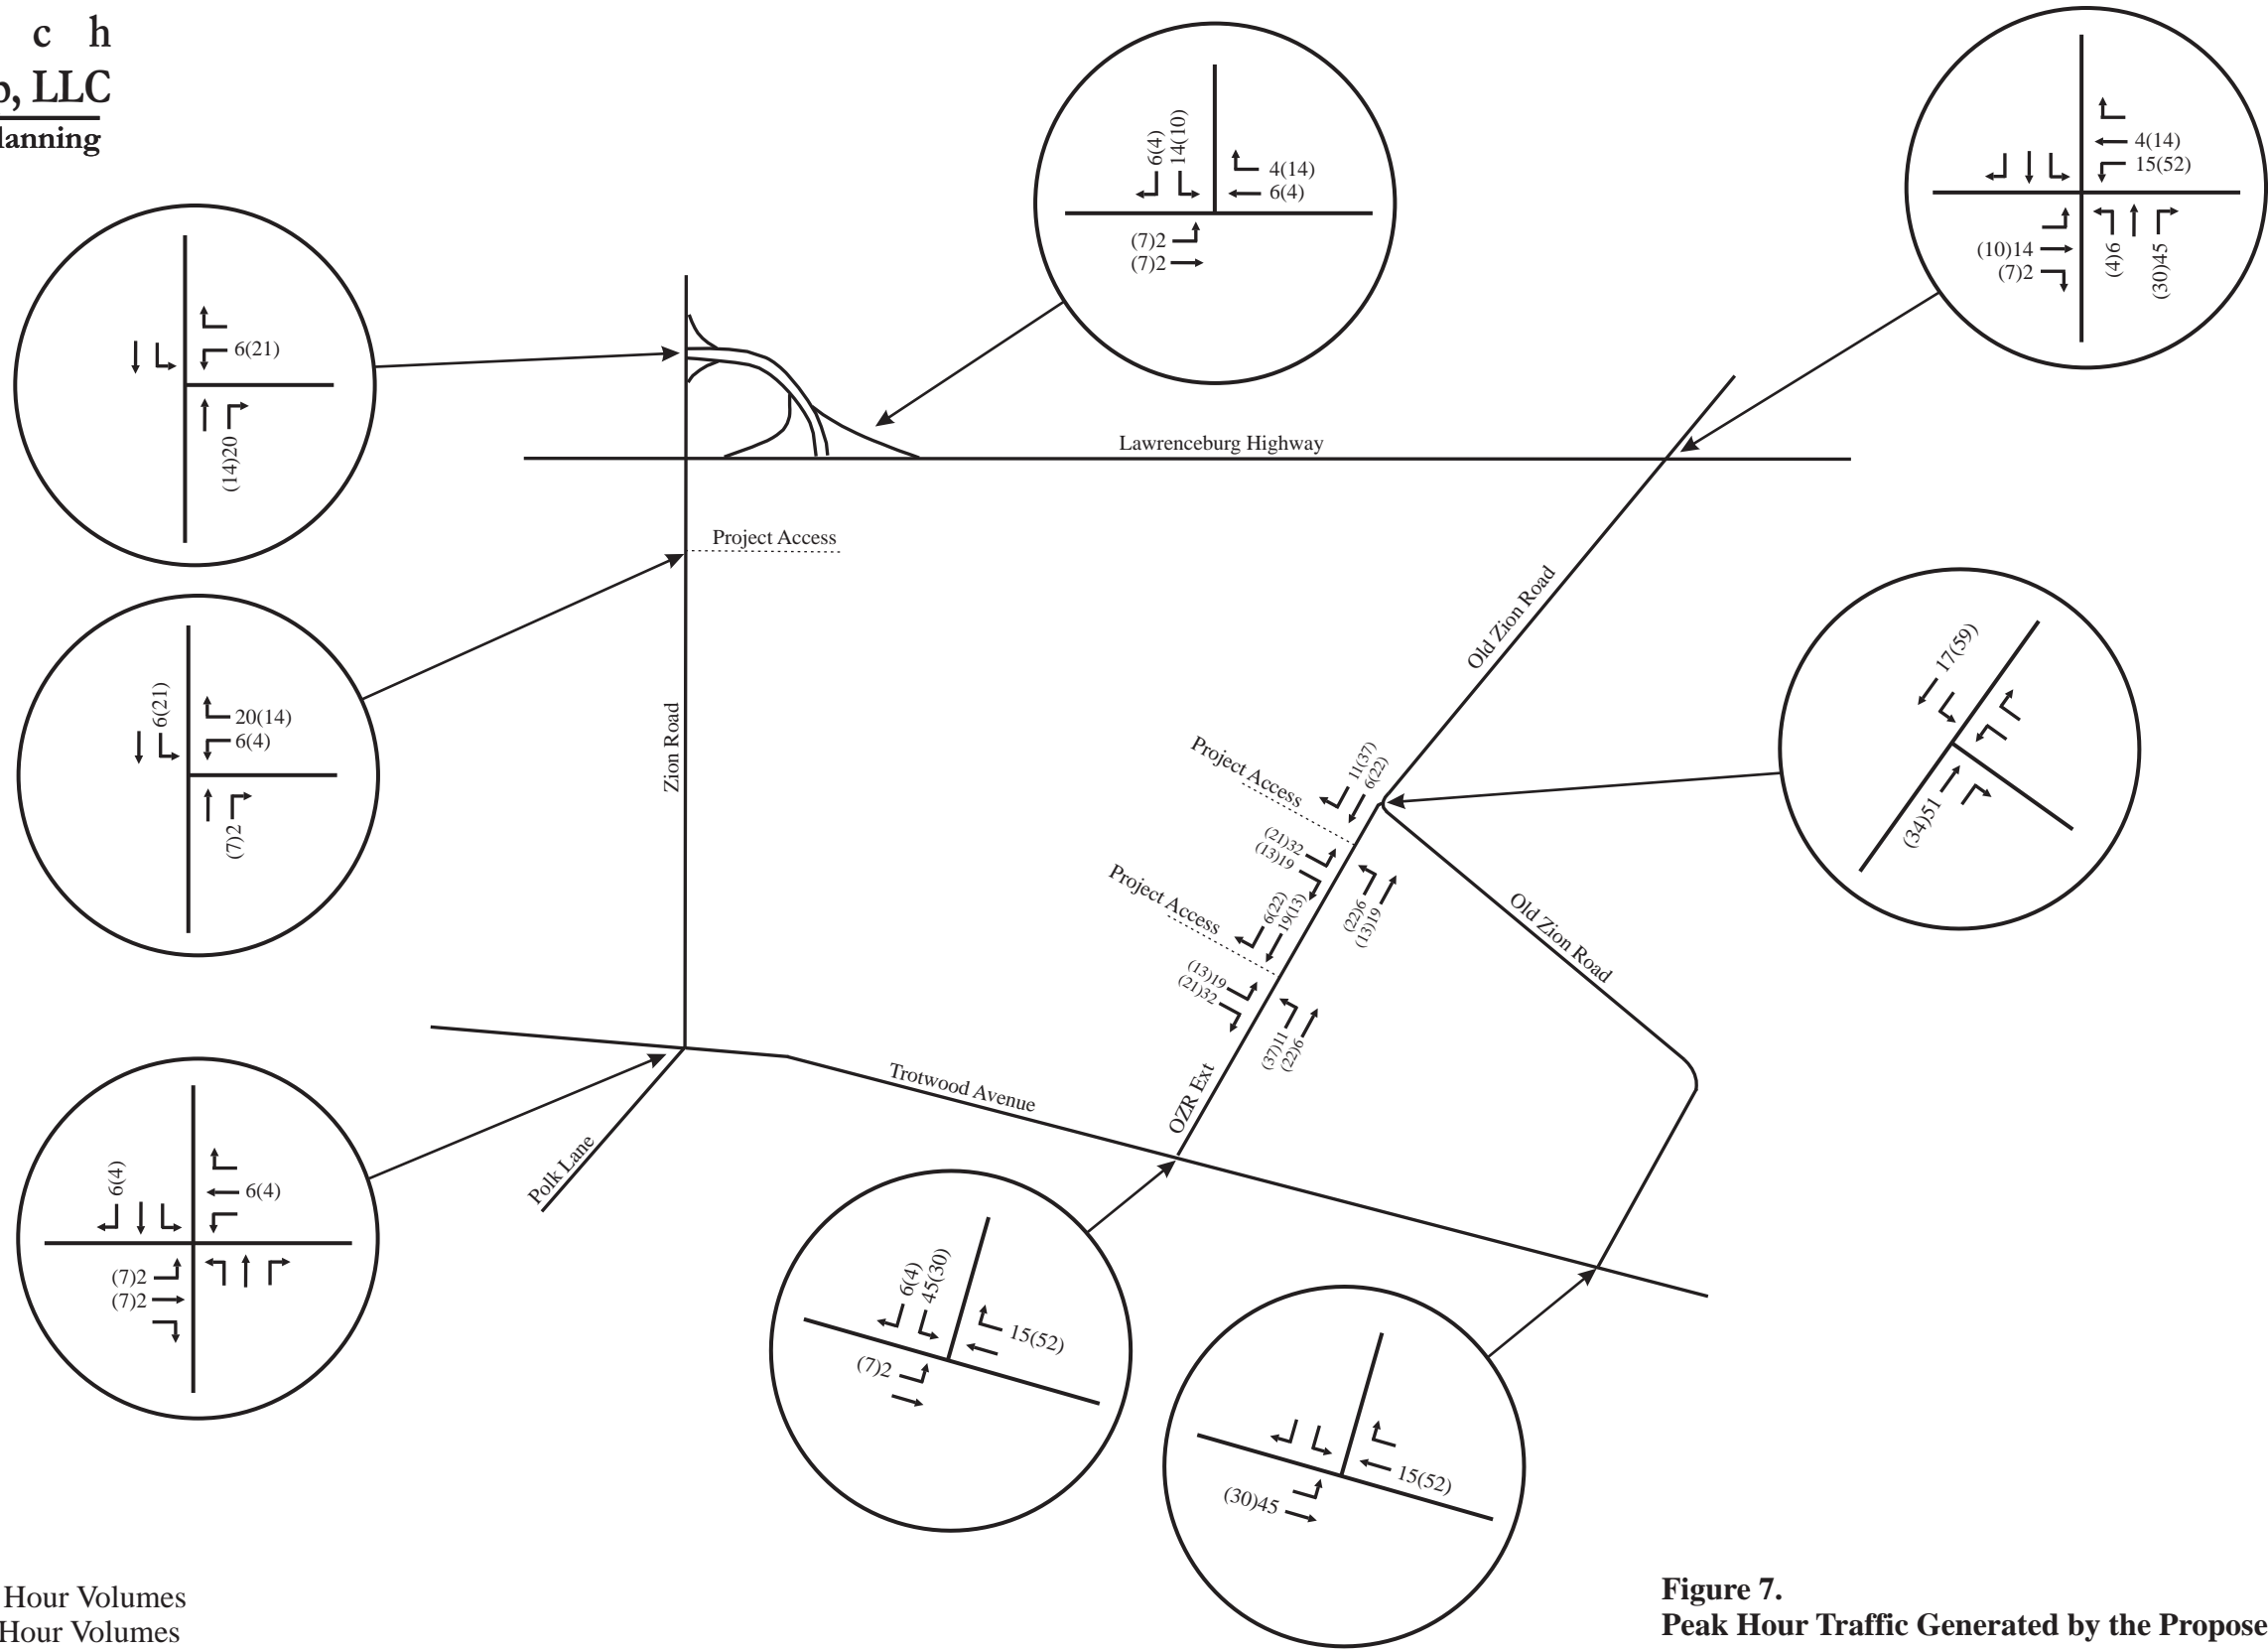 c h
, LLC
6(4)
14(10)
4(14)
6(4)
(7)2
(7)2
4(14)
15(52)
(10)14
(7)2
(4)6
(30)45
6(21)
(14)20
Lawrenceburg Highway
Project Access
6(21)
20(14)
6(4)
(7)2
Zion Road
Old Zion Road
17(59)
(34)51
Project Access
11(37)
6(22)
(21)32
(13)19
(22)6
(13)19
Project Access
6(22)
19(13)
(13)19
(21)32
(37)11
(22)6
Old Zion Road
OZR Ext
Trotwood Avenue
Polk Lane
6(4)
6(4)
(7)2
(7)2
6(4)
45(30)
15(52)
(7)2
15(52)
(30)45
Hour Volumes
Hour Volumes
Figure 7.
Peak Hour Traffic Generated by the